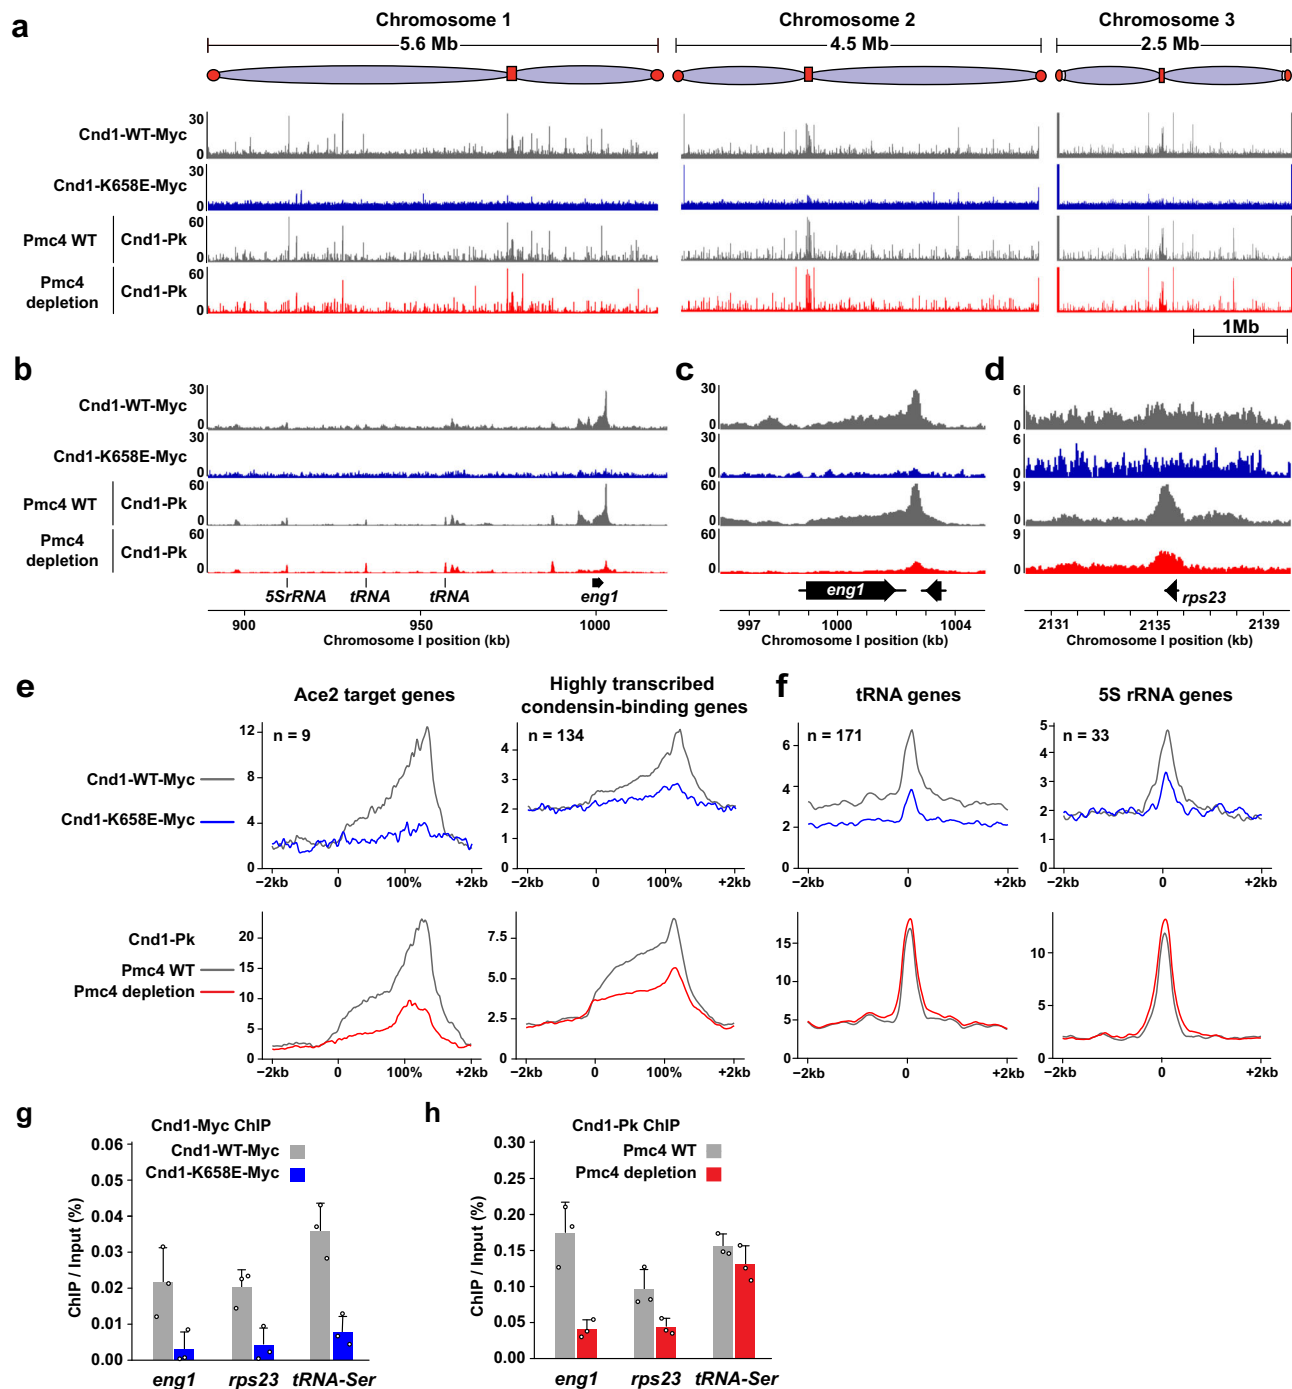 a
Chromosome 1
Chromosome 2
Chromosome 3
5.6 Mb
4.5 Mb
2.5 Mb
Cnd1-WT-Myc
30
0
Cnd1-K658E-Myc
30
0
Pmc4 WT
Cnd1-Pk
60
0
Pmc4 depletion
Cnd1-Pk
60
0
1Mb
b
c
d
Cnd1-WT-Myc
30
0
30
0
6
0
Cnd1-K658E-Myc
30
0
30
0
6
0
Pmc4 WT
Cnd1-Pk
60
0
60
0
9
0
Pmc4 depletion
Cnd1-Pk
60
0
60
0
9
0
5SrRNA
tRNA
tRNA
eng1
eng1
rps23
900
950
1000
997
1000
1004
2131
2135
2139
Chromosome I position (kb)
Chromosome I position (kb)
Chromosome I position (kb)
e
Ace2 target genes
Highly transcribed
condensin-binding genes
f
tRNA genes
5S rRNA genes
Cnd1-WT-Myc
Cnd1-K658E-Myc
n = 9
12
8
4
0
−2kb 0 100% +2kb
n = 134
4
3
2
1
0
−2kb 0 100% +2kb
n = 171
6
4
2
0
−2kb 0 +2kb
n = 33
5
4
3
2
1
0
−2kb 0 +2kb
Cnd1-Pk
Pmc4 WT
Pmc4 depletion
20
15
10
5
0
−2kb 0 100% +2kb
7.5
5.0
2.5
0
−2kb 0 100% +2kb
15
10
5
0
−2kb 0 +2kb
10
5
0
−2kb 0 +2kb
g
Cnd1-Myc ChIP
Cnd1-WT-Myc
Cnd1-K658E-Myc
ChIP / Input (%)
0.06
0.05
0.04
0.03
0.02
0.01
0.00
eng1 rps23 tRNA-Ser
h
Cnd1-Pk ChIP
Pmc4 WT
Pmc4 depletion
ChIP / Input (%)
0.30
0.25
0.20
0.15
0.10
0.05
0.00
eng1 rps23 tRNA-Ser